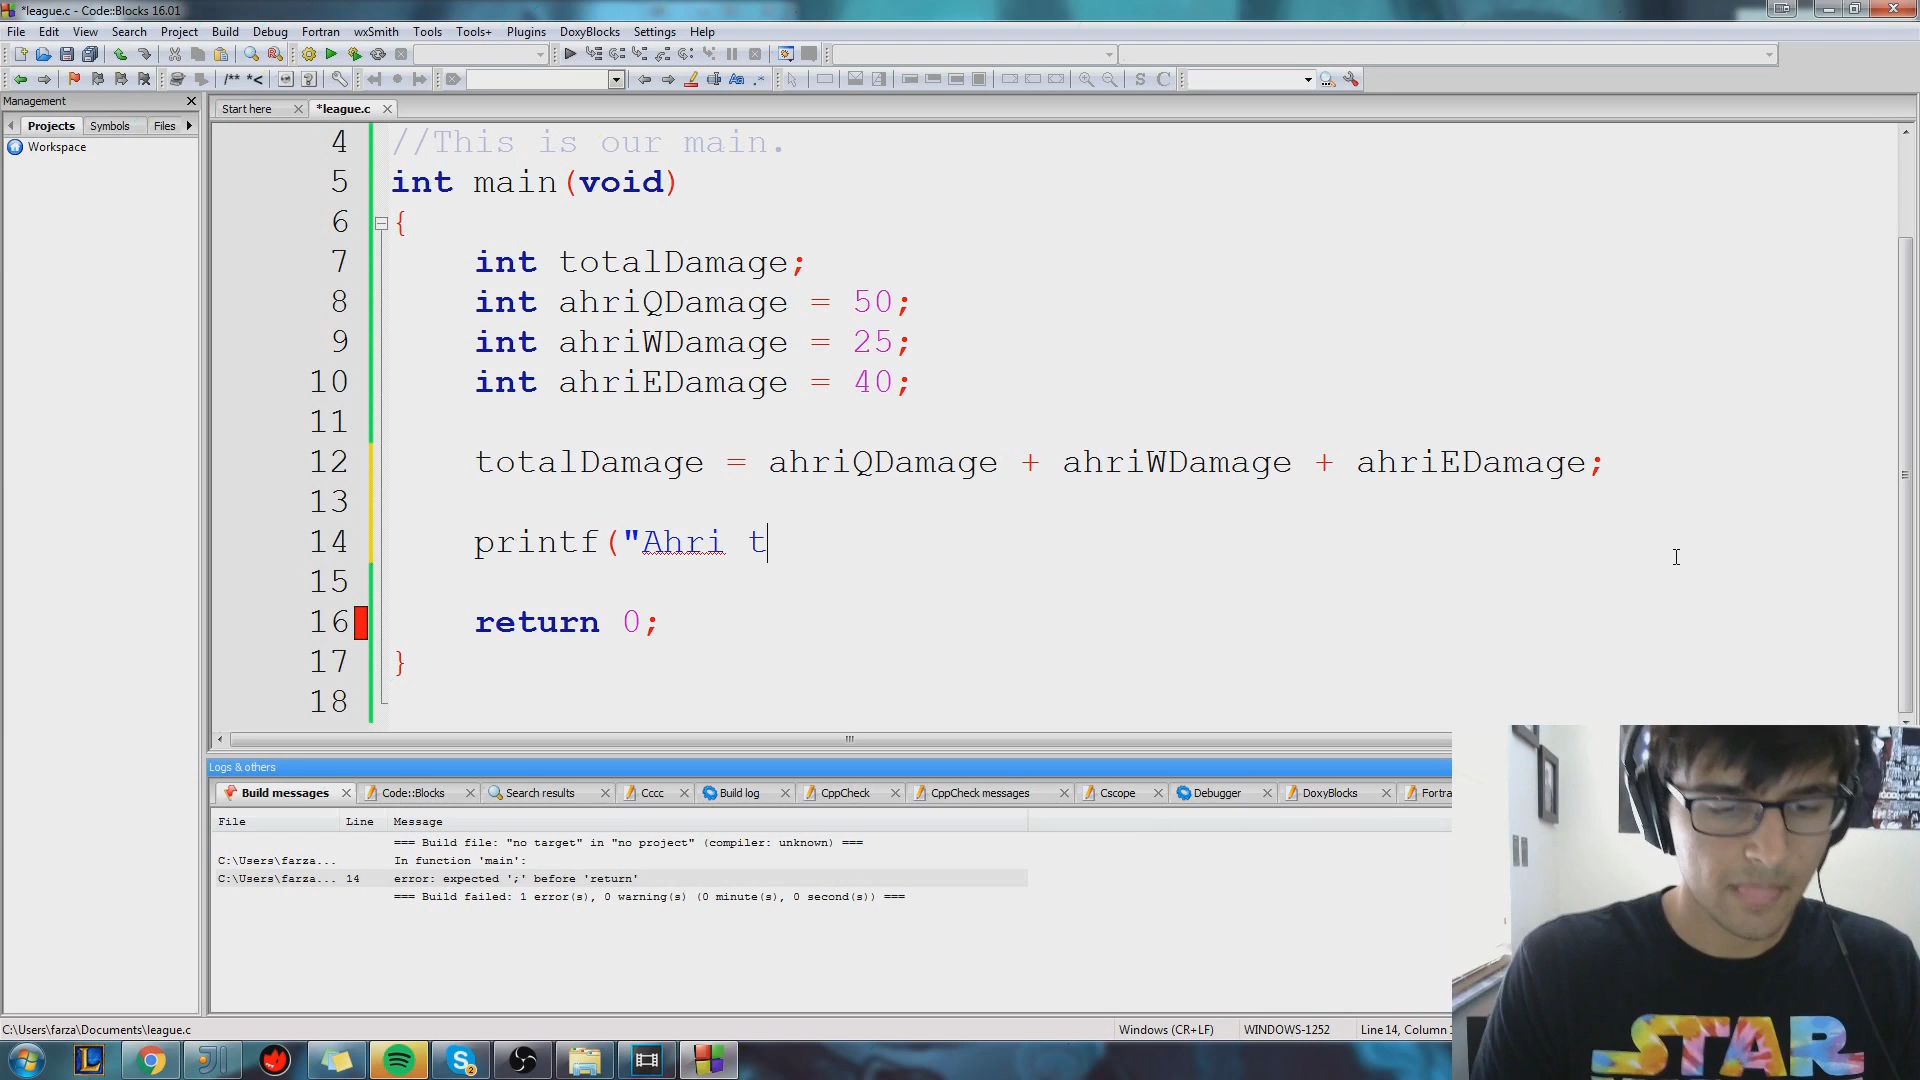 *league.c - Code::Blocks 16.01
File Edit View Search Project Build Debug Fortran wxSmith Tools Tools+ Plugins DoxyBlocks Settings Help
/** *<
S C
Management
Start here *league.c
Projects Symbols Files
Workspace
4 //This is our main.
5 int main(void)
6 {
7 int totalDamage;
8 int ahriQDamage = 50;
9 int ahriWDamage = 25;
10 int ahriEDamage = 40;
11
12 totalDamage = ahriQDamage + ahriWDamage + ahriEDamage;
13
14 printf("Ahri t
15
16 return 0;
17 }
18
Logs & others
Build messages Code::Blocks Search results Cccc Build log CppCheck CppCheck messages Cscope Debugger DoxyBlocks Fortra
File Line Message
=== Build file: "no target" in "no project" (compiler: unknown) ===
C:\Users\farza... In function 'main':
C:\Users\farza... 14 error: expected ';' before 'return'
=== Build failed: 1 error(s), 0 warning(s) (0 minute(s), 0 second(s)) ===
C:\Users\farza\Documents\league.c Windows (CR+LF) WINDOWS-1252 Line 14, Column
STAR